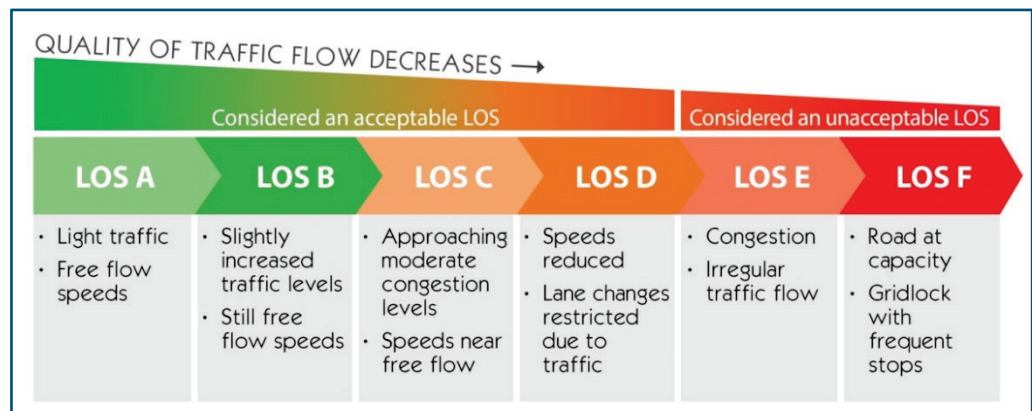 QUALITY OF TRAFFIC FLOW DECREASES →
Considered an acceptable LOS
Considered an unacceptable LOS
LOS A
LOS B
LOS C
LOS D
LOS E
LOS F
· Light traffic
· Free flow
speeds
· Slightly
increased
traffic levels
· Still free
flow speeds
· Approaching
moderate
congestion
levels
· Speeds near
free flow
· Speeds
reduced
· Lane changes
restricted
due to
traffic
· Congestion
· Irregular
traffic flow
· Road at
capacity
· Gridlock
with
frequent
stops